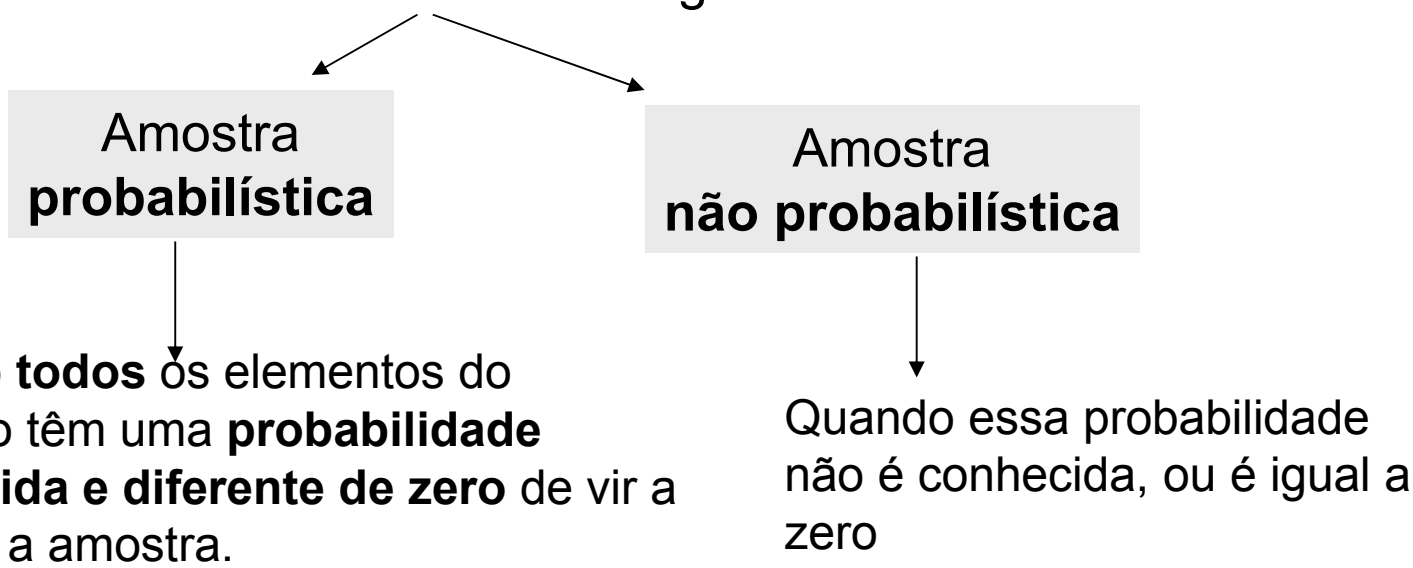 Amostra
probabilística
Amostra
não probabilística
todos os elementos do
têm uma probabilidade
e diferente de zero de vir a
a amostra.
Quando essa probabilidade
não é conhecida, ou é igual a
zero